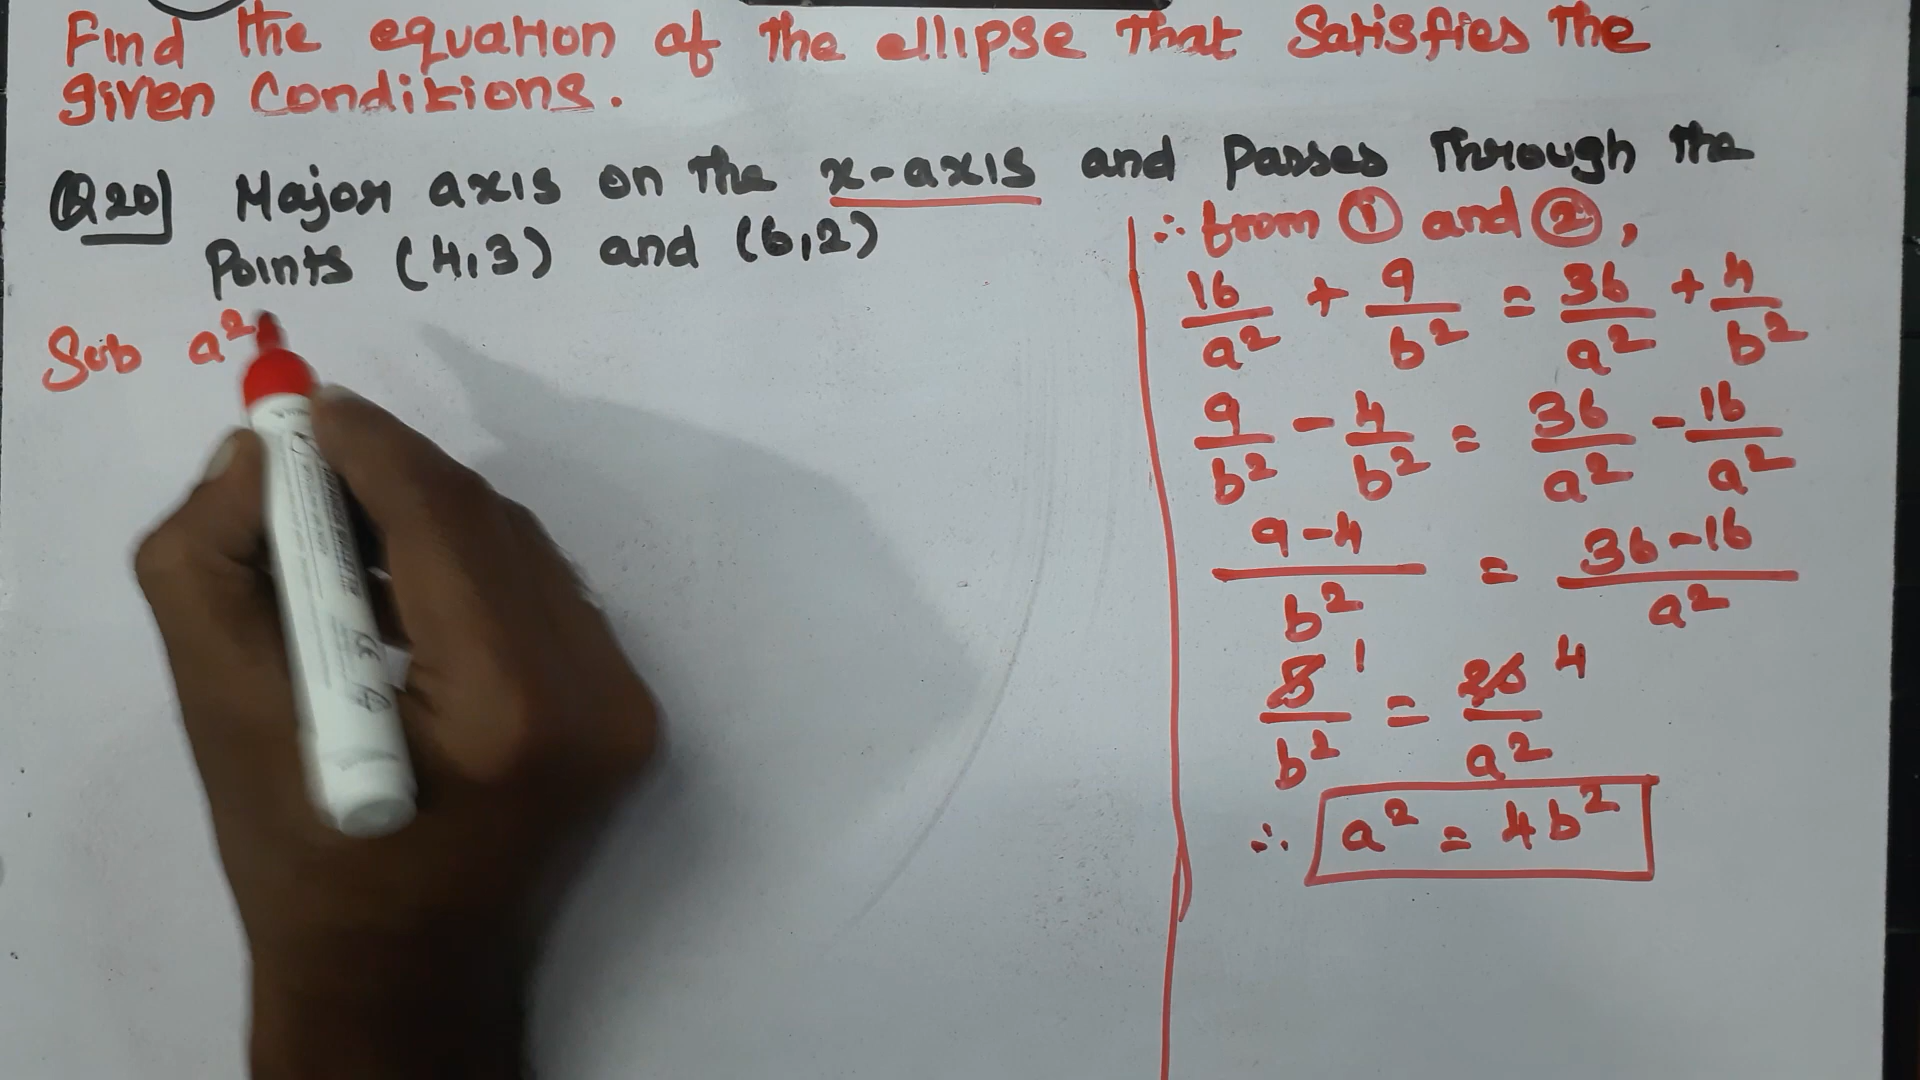 Find the equation of the ellipse that satisfies the
given conditions.
Q20] Major axis on the x-axis and passes through the
points (4,3) and (6,2)
Sub a²
∴ from ① and ②,
16/a² + 9/b² = 36/a² + 4/b²
9/b² - 4/b² = 36/a² - 16/a²
9-4/b² = 36-16/a²
5 1/b² = 20 4/a²
∴ a² = 4b²